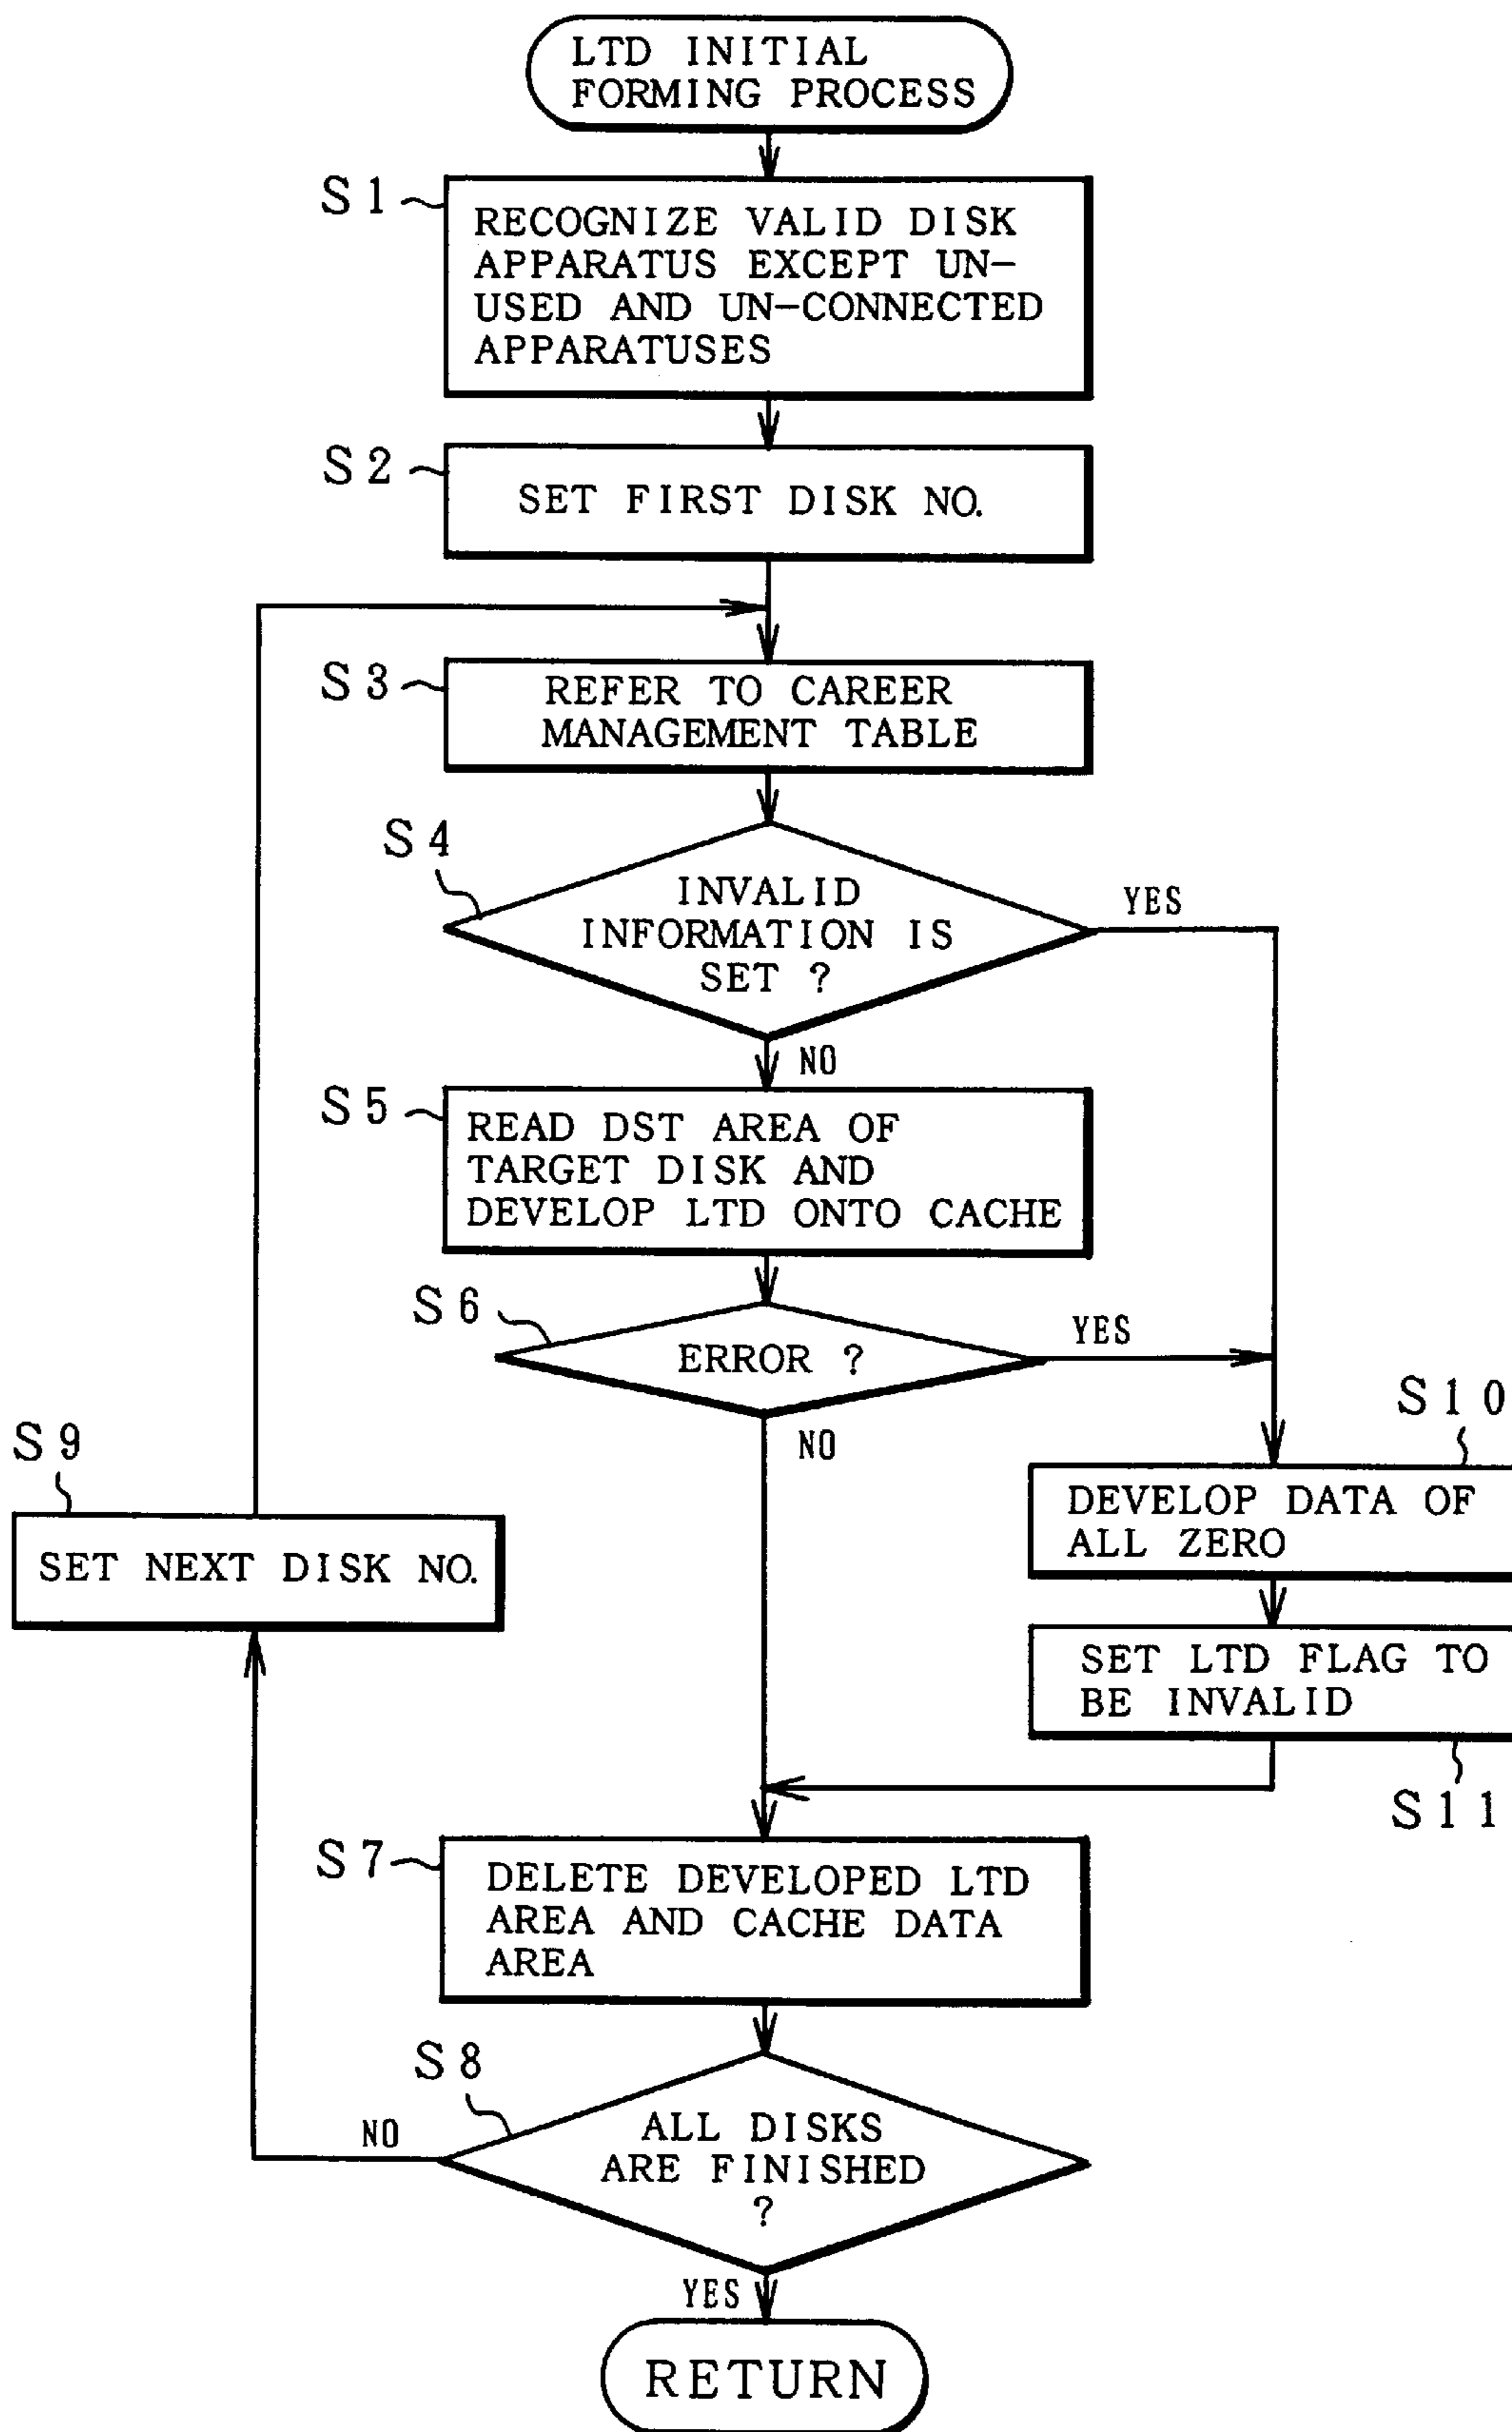 LTD INITIAL
FORMING PROCESS
S1
RECOGNIZE VALID DISK
APPARATUS EXCEPT UN-
USED AND UN-CONNECTED
APPARATUSES
S2
SET FIRST DISK NO.
S3
REFER TO CAREER
MANAGEMENT TABLE
S4
INVALID
INFORMATION IS
SET ?
YES
NO
S5
READ DST AREA OF
TARGET DISK AND
DEVELOP LTD ONTO CACHE
S6
ERROR ?
YES
NO
S10
DEVELOP DATA OF
ALL ZERO
S9
SET NEXT DISK NO.
SET LTD FLAG TO
BE INVALID
S11
S7
DELETE DEVELOPED LTD
AREA AND CACHE DATA
AREA
S8
ALL DISKS
ARE FINISHED
?
NO
YES
RETURN